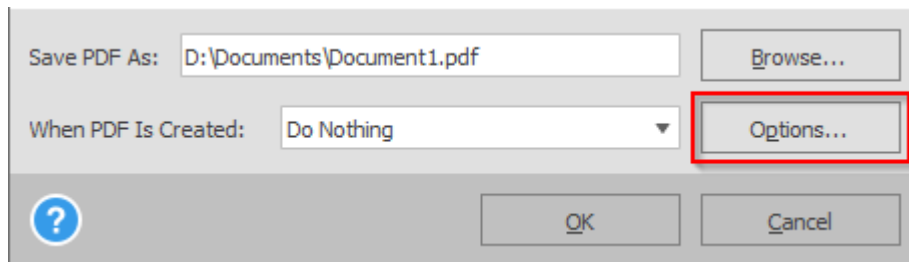 Save PDF As: D:\Documents\Document1.pdf Browse...
When PDF Is Created: Do Nothing Options...
? OK Cancel